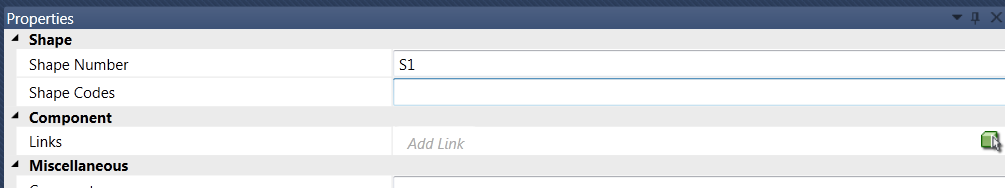 Properties
Shape
Shape Number S1
Shape Codes
Component
Links Add Link
Miscellaneous